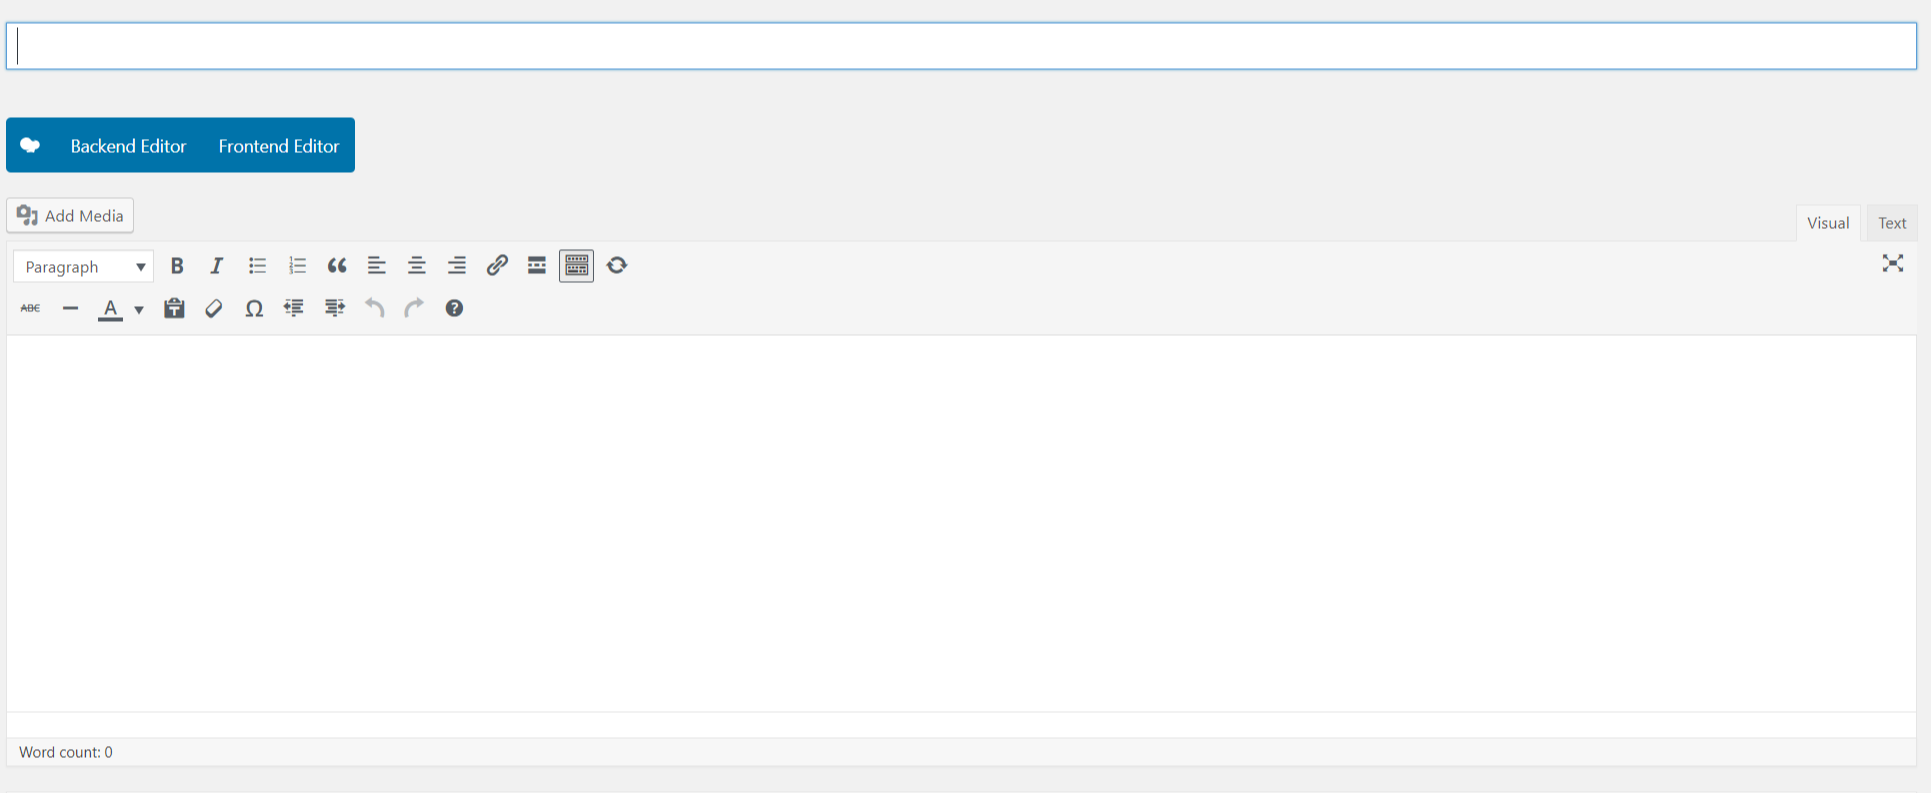 Backend Editor Frontend Editor
Add Media
Visual Text
Paragraph B I
ABC A Ω
Word count: 0